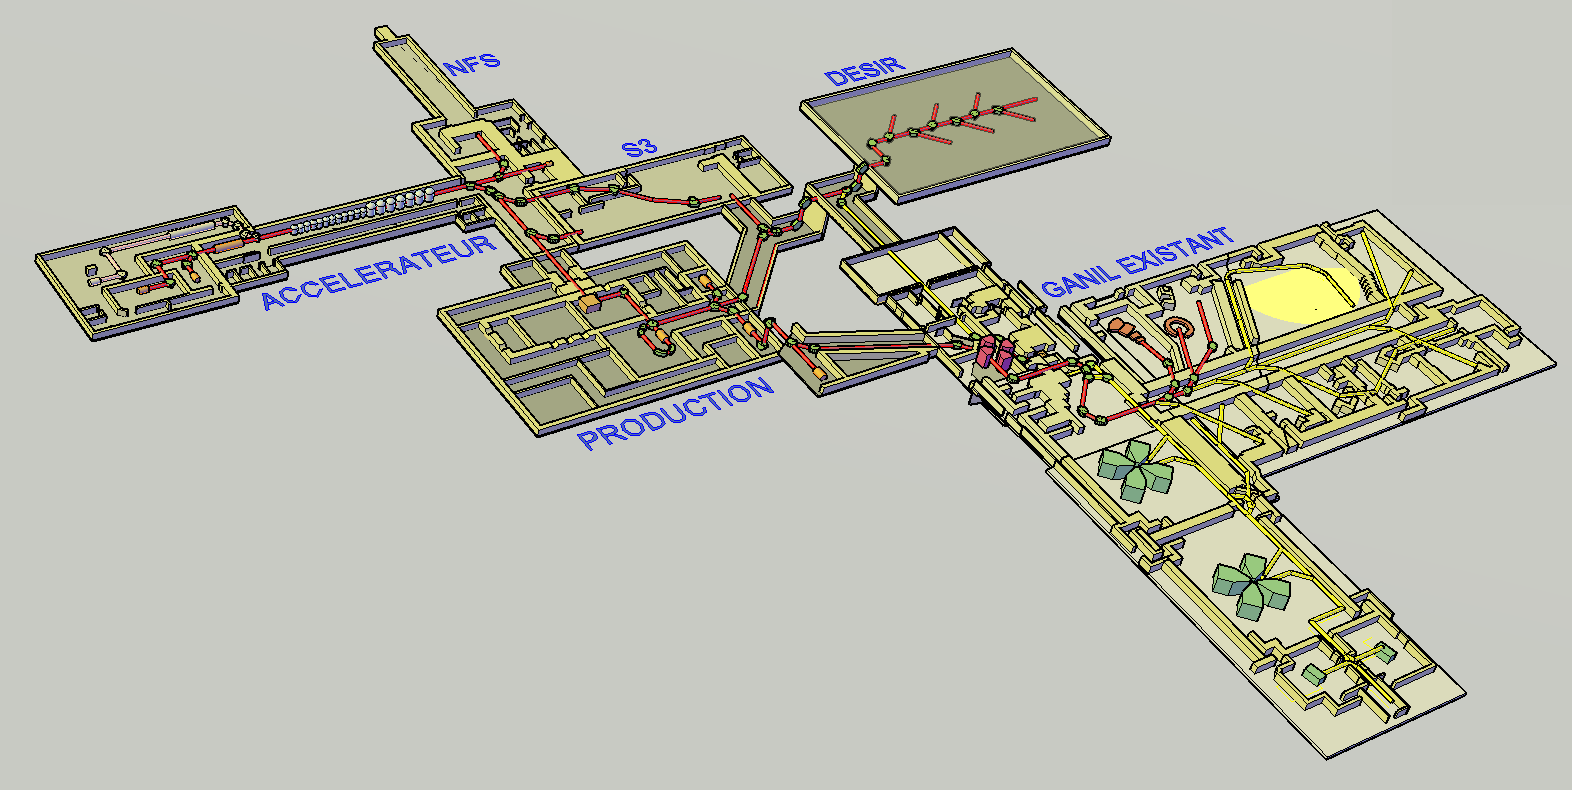 NFS
DESIR
S3
ACCELERATEUR
GANIL EXISTANT
PRODUCTION